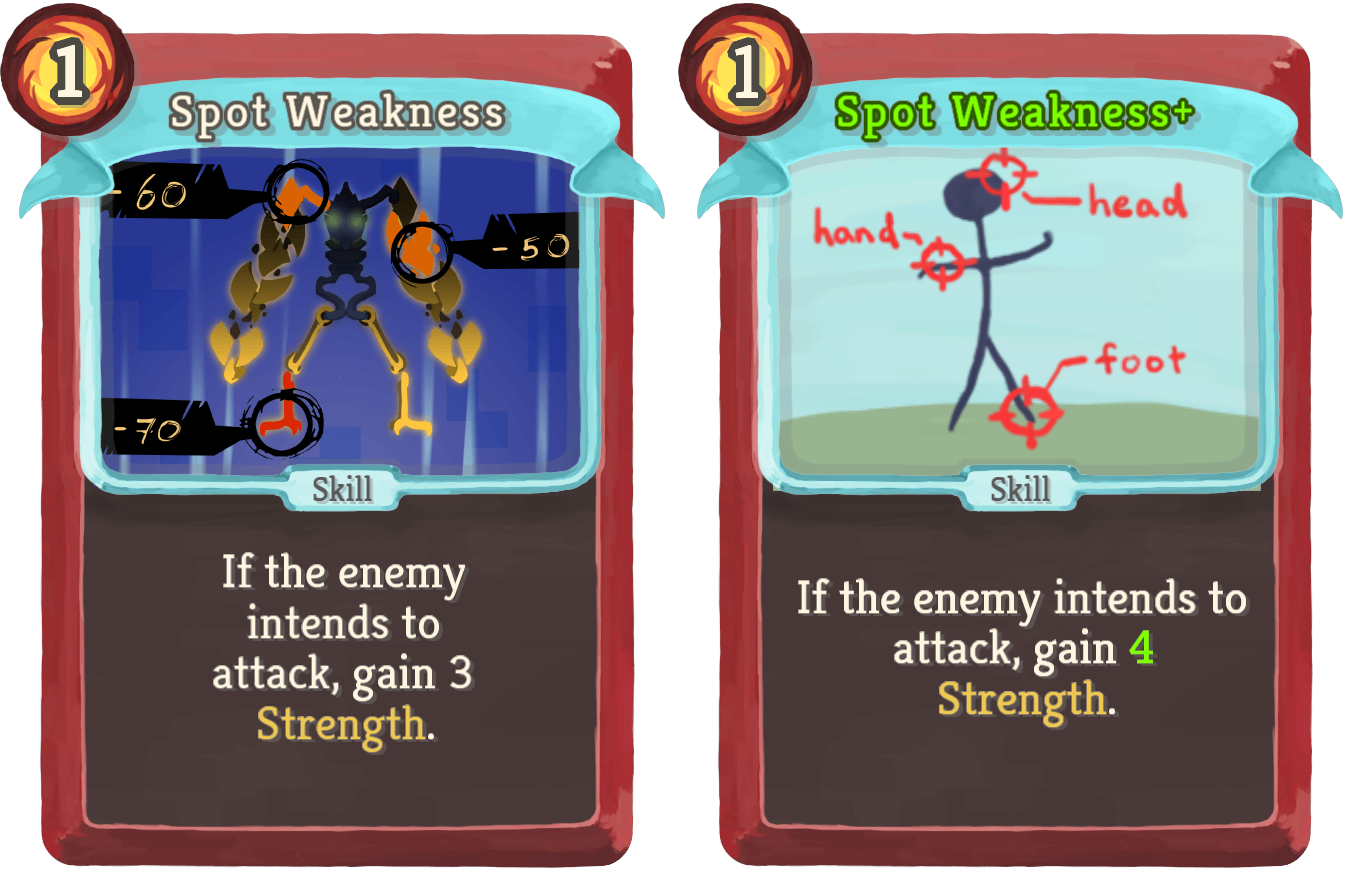 1
Spot Weakness
-60
-50
-70
Skill
If the enemy
intends to
attack, gain 3
Strength.
1
Spot Weakness+
head
hand
foot
Skill
If the enemy intends to
attack, gain 4
Strength.